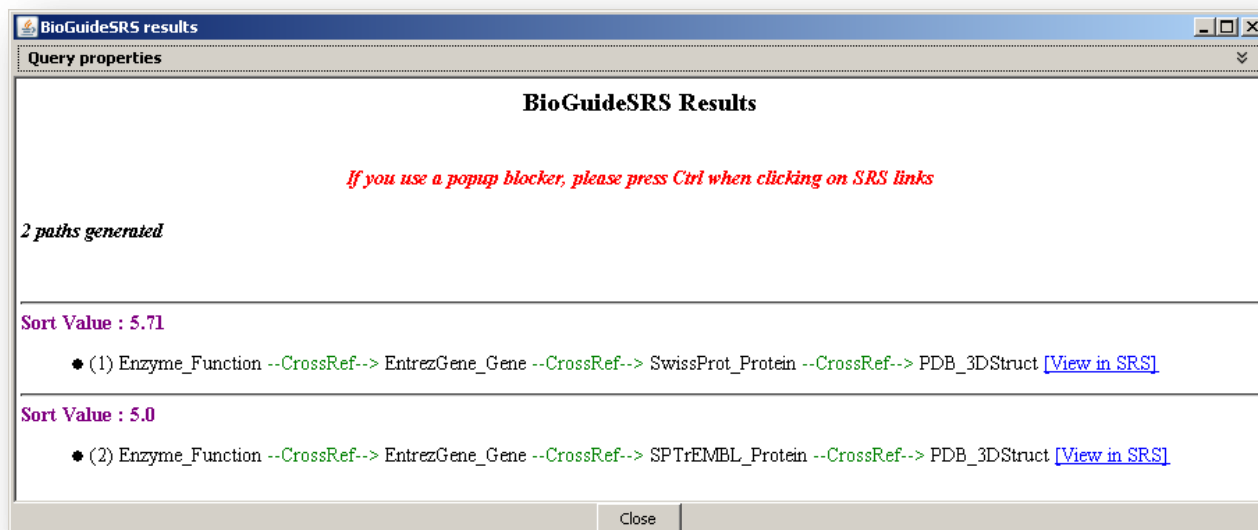 BioGuideSRS results
Query properties
BioGuideSRS Results
If you use a popup blocker, please press Ctrl when clicking on SRS links
2 paths generated
Sort Value : 5.71
(1) Enzyme_Function --CrossRef--> EntrezGene_Gene --CrossRef--> SwissProt_Protein --CrossRef--> PDB_3DStruct [View in SRS]
Sort Value : 5.0
(2) Enzyme_Function --CrossRef--> EntrezGene_Gene --CrossRef--> SPTrEMBL_Protein --CrossRef--> PDB_3DStruct [View in SRS]
Close